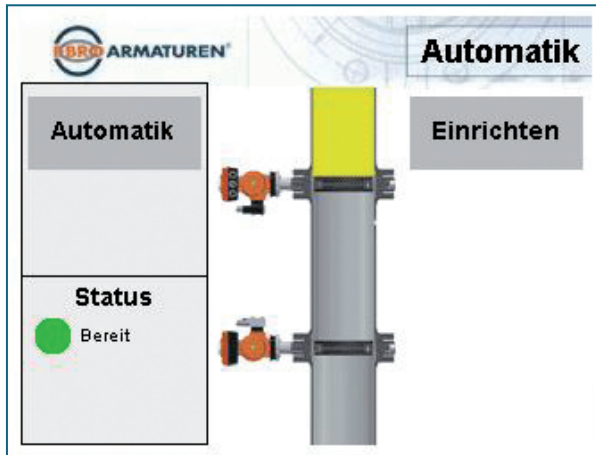 EBRO ARMATUREN®
Automatik
Automatik
Einrichten
Status
Bereit